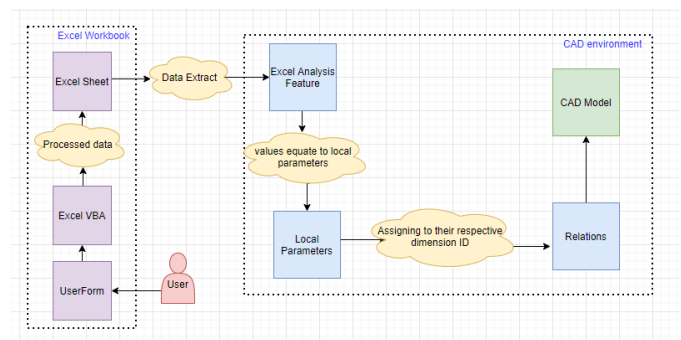 Excel Workbook
CAD environment
Excel Sheet
Data Extract
Excel Analysis
Feature
CAD Model
Processed data
values equate to local
parameters
Excel VBA
Local
Parameters
Assigning to their respective
dimension ID
Relations
UserForm
User